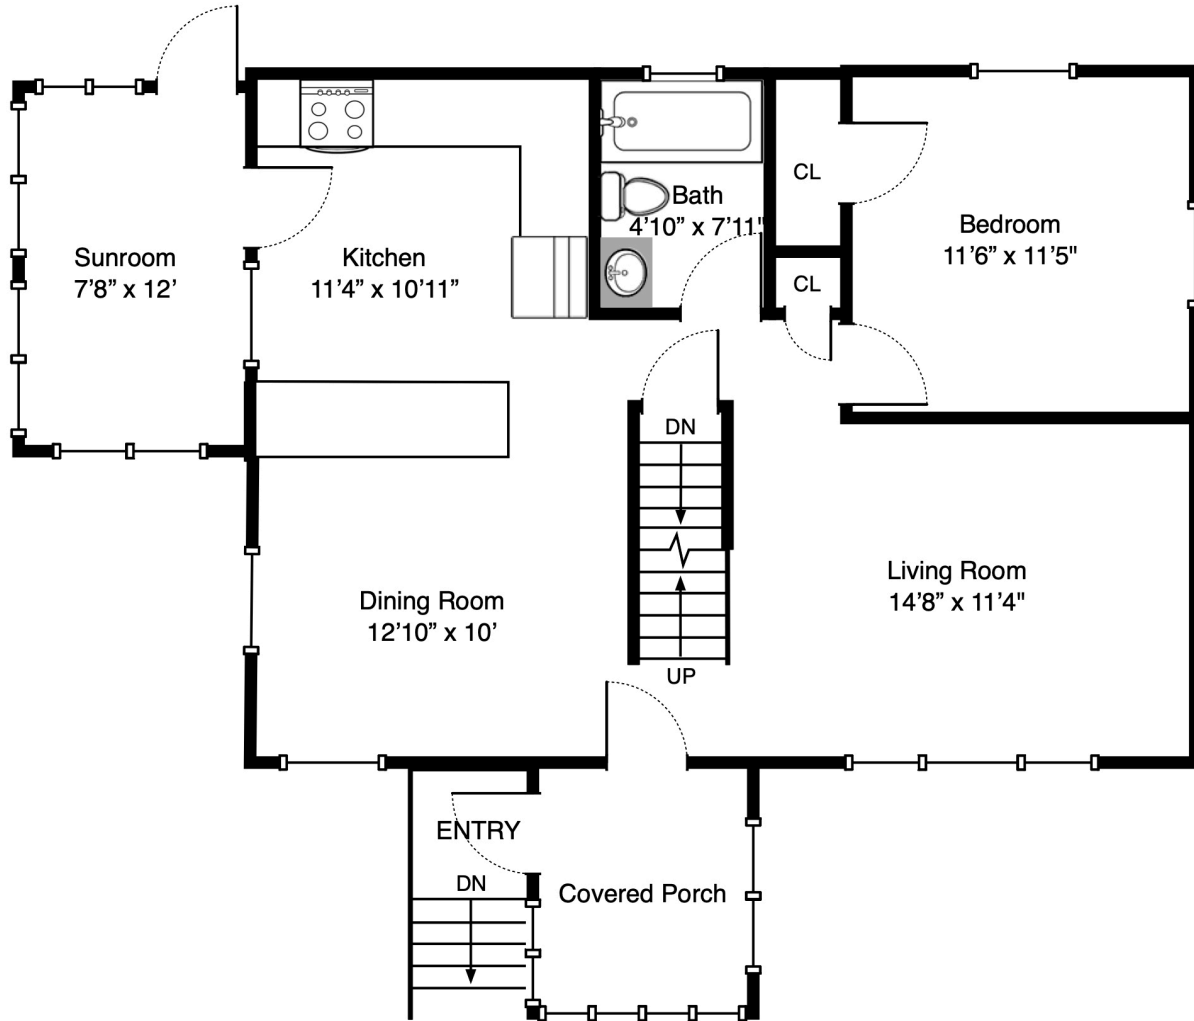 Bath
4'10” x 7'11"
CL
Bedroom
11'6” x 11'5"
Sunroom
7'8” x 12’
Kitchen
11'4” x 10'11”
CL
DN
Living Room
14'8” x 11'4"
Dining Room
12'10” x 10’
UP
ENTRY
DN
Covered Porch